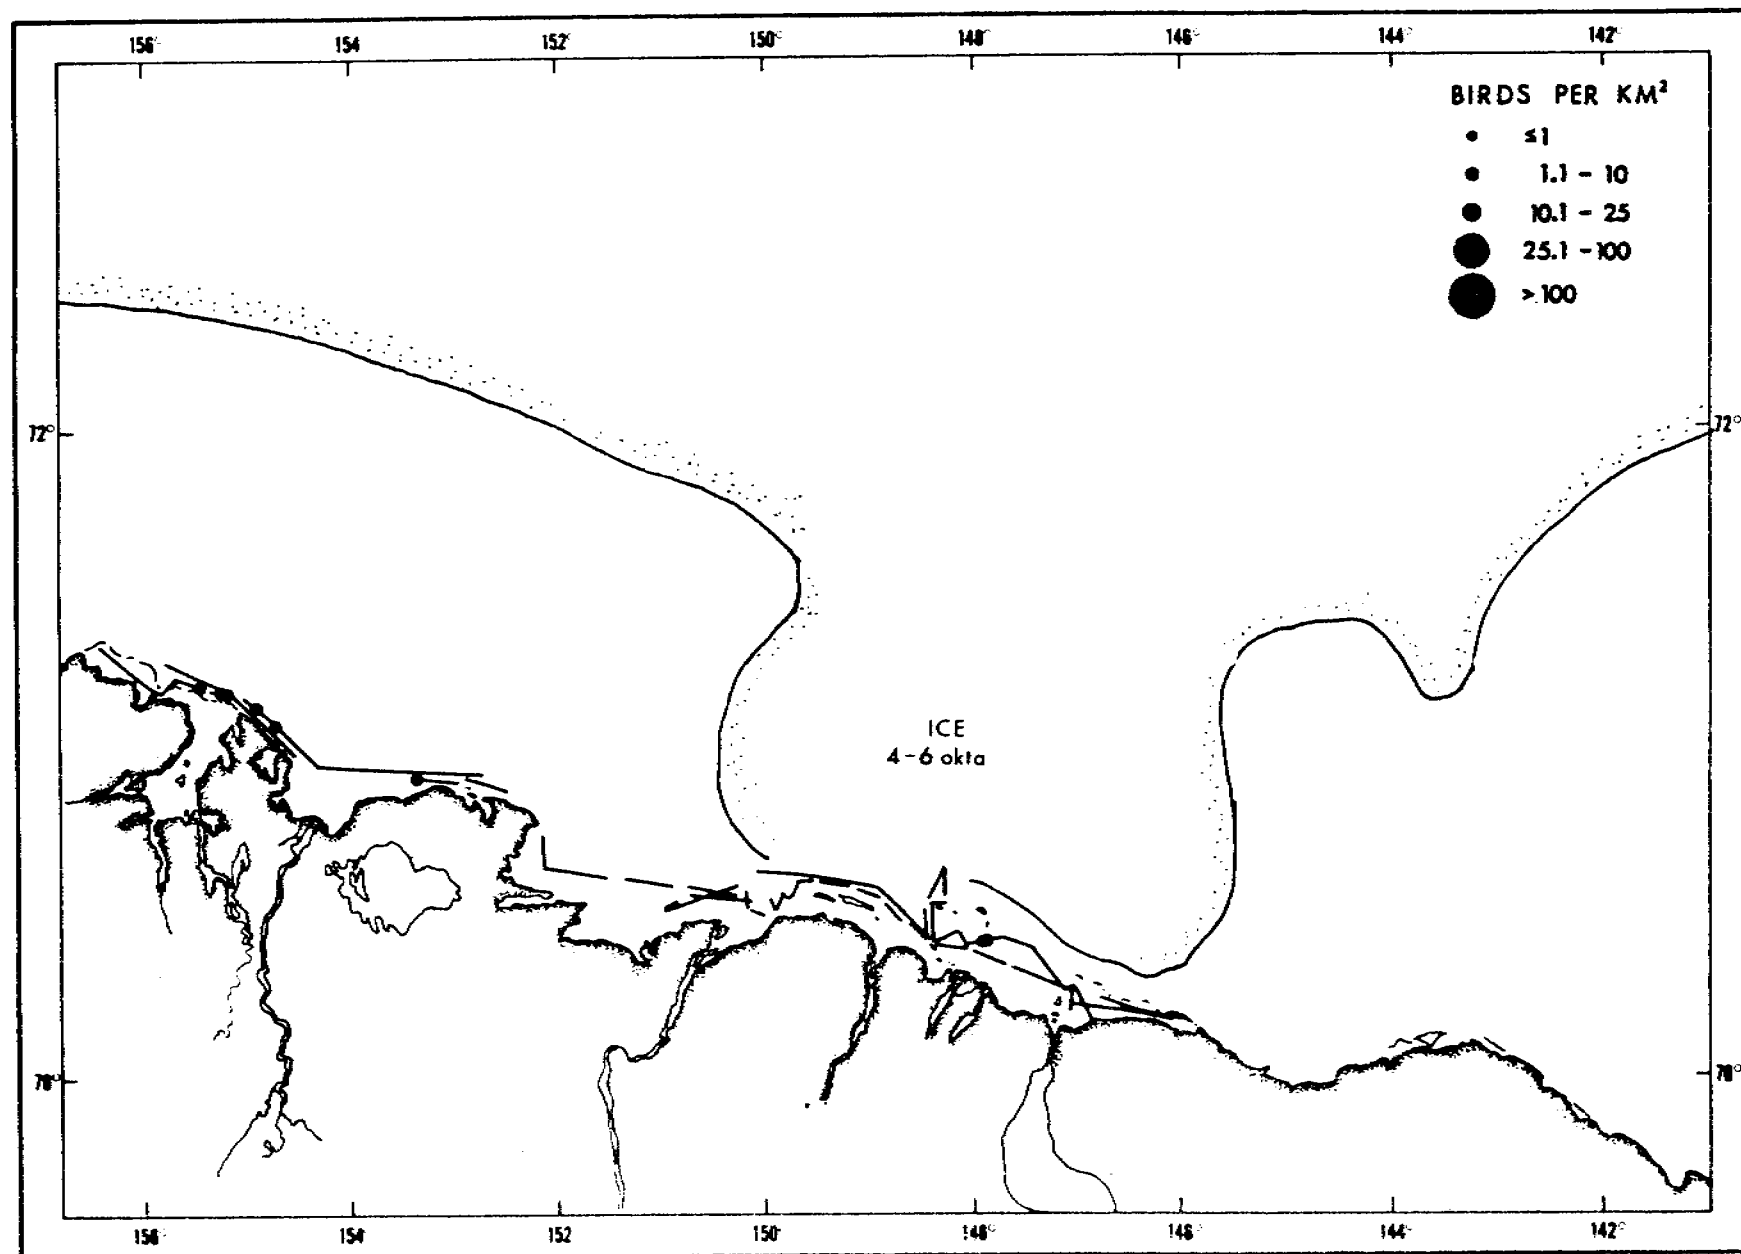 156° 154 152° 150° 148° 146° 144° 142°
BIRDS PER KM²
≤1
1.1 - 10
10.1 - 25
25.1 - 100
>100
72° 72°
ICE
4-6 okta
70° 70°
156° 154° 152 150° 148° 146° 144° 142°